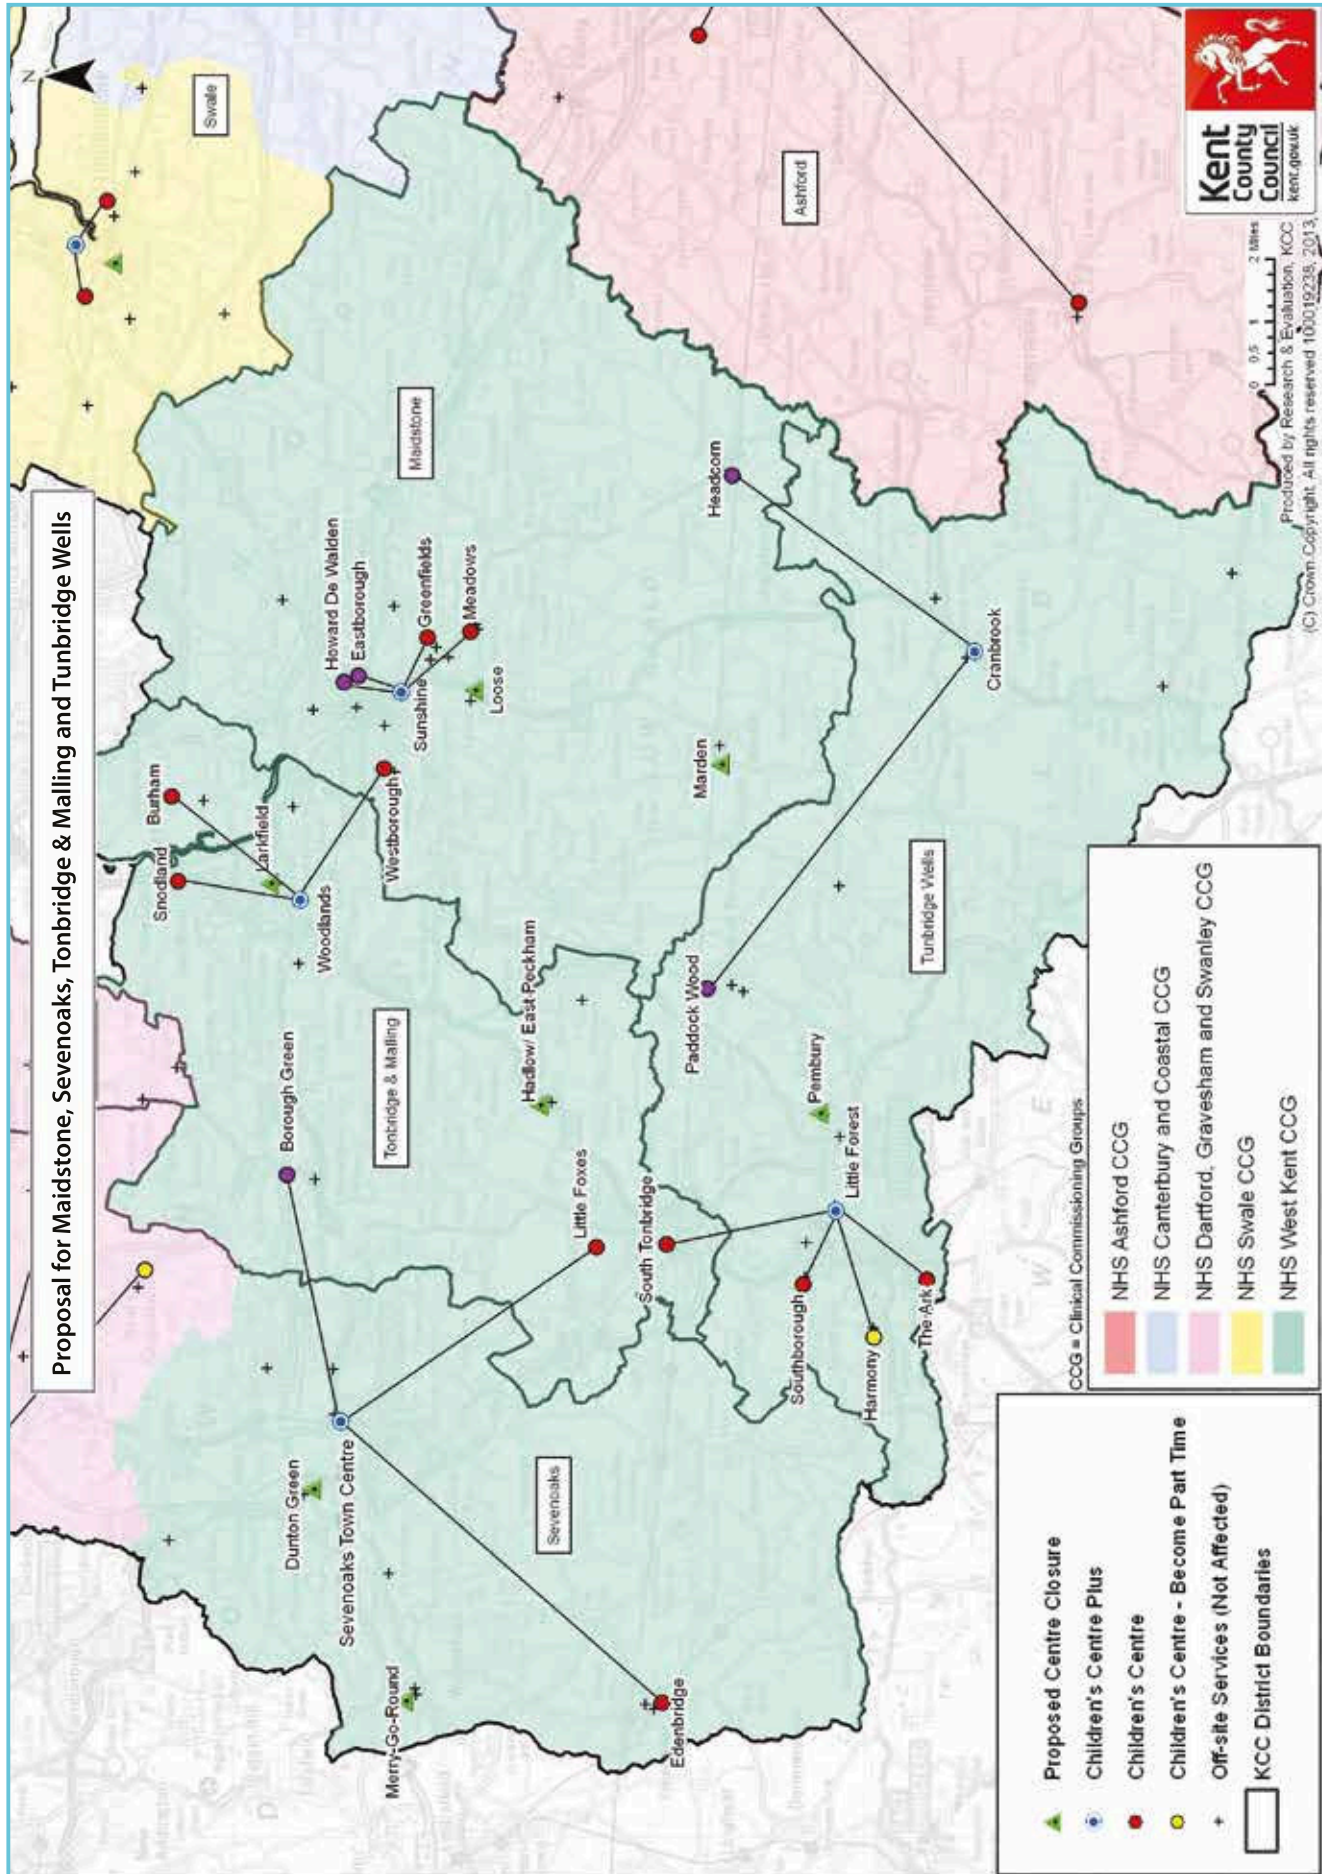 Proposal for Maidstone, Sevenoaks, Tonbridge & Malling and Tunbridge Wells
N
Swale
Snodland
Burham
Larkfield
Woodlands
Westborough
Howard De Walden
Eastborough
Greenfields
Sunshine
Meadows
Loose
Maidstone
Borough Green
Tonbridge & Malling
Hadlow/ East Peckham
Little Foxes
Dunton Green
Sevenoaks Town Centre
Merry-Go-Round
Sevenoaks
Edenbridge
South Tonbridge
Southborough
Harmony
The Ark
Little Forest
Pembury
Paddock Wood
Marden
Headcorn
Tunbridge Wells
Cranbrook
Ashford
Proposed Centre Closure
Children's Centre Plus
Children's Centre
Children's Centre - Become Part Time
Off-site Services (Not Affected)
KCC District Boundaries
CCG = Clinical Commissioning Groups
NHS Ashford CCG
NHS Canterbury and Coastal CCG
NHS Dartford, Gravesham and Swanley CCG
NHS Swale CCG
NHS West Kent CCG
0 0.5 1 2 Miles
Produced by Research & Evaluation, KCC
(C) Crown Copyright. All rights reserved 100019238, 2013,
Kent
County
Council
kent.gov.uk